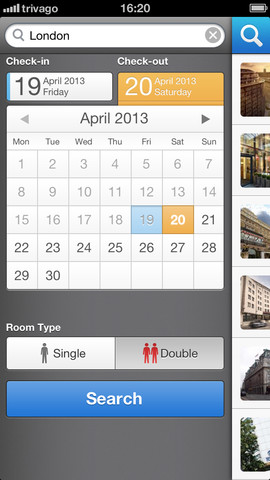 trivago 16:20
London
Check-in Check-out
19 April 2013 Friday 20 April 2013 Saturday
April 2013
Mon Tue Wed Thu Fri Sat Sun
1 2 3 4 5 6 7
8 9 10 11 12 13 14
15 16 17 18 19 20 21
22 23 24 25 26 27 28
29 30
Room Type
Single Double
Search